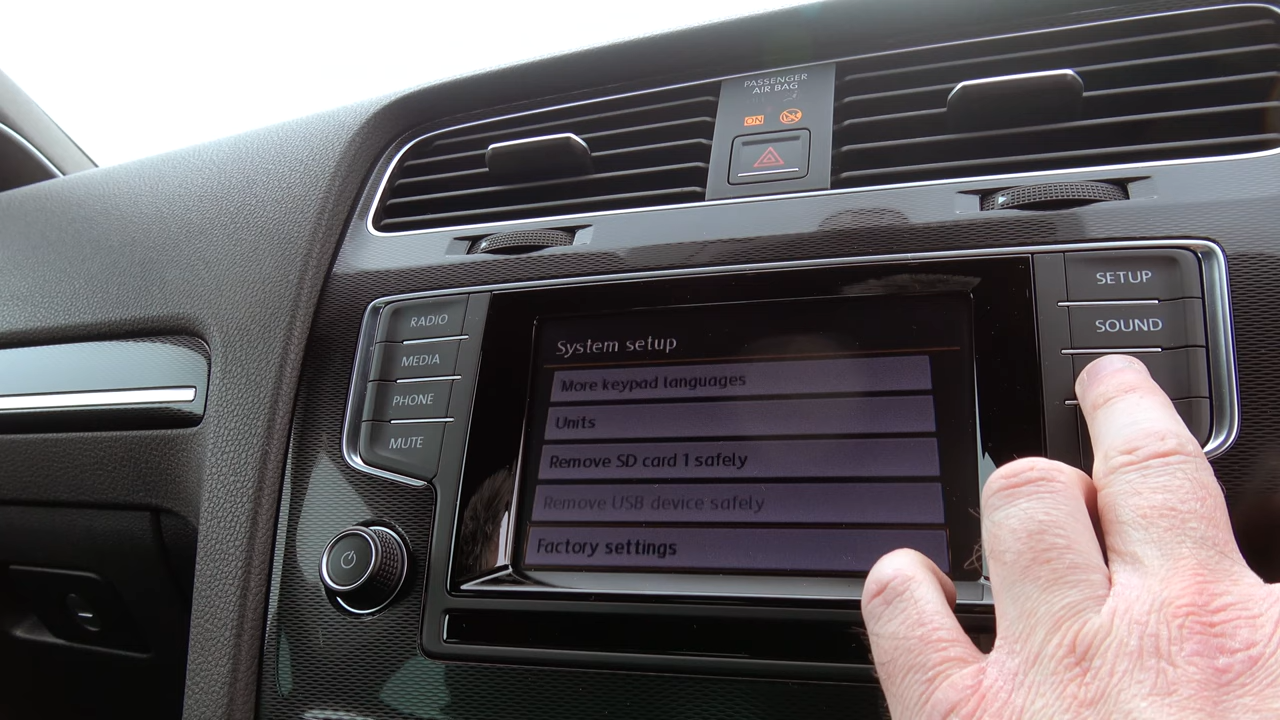 PASSENGER
AIR BAG
ON
RADIO
MEDIA
PHONE
MUTE
System setup
More keypad languages
Units
Remove SD card 1 safely
Remove USB device safely
Factory settings
SETUP
SOUND